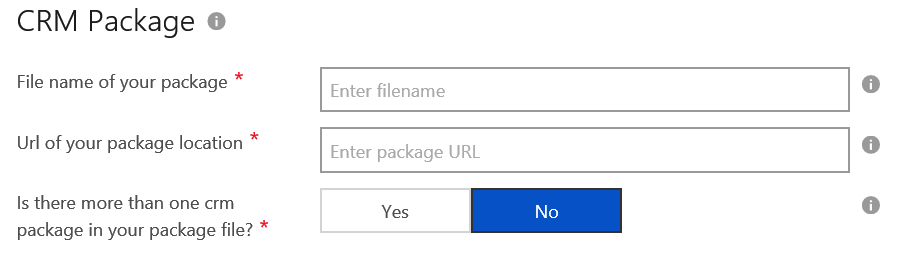 CRM Package
File name of your package *
Enter filename
Url of your package location *
Enter package URL
Is there more than one crm
package in your package file? *
Yes
No